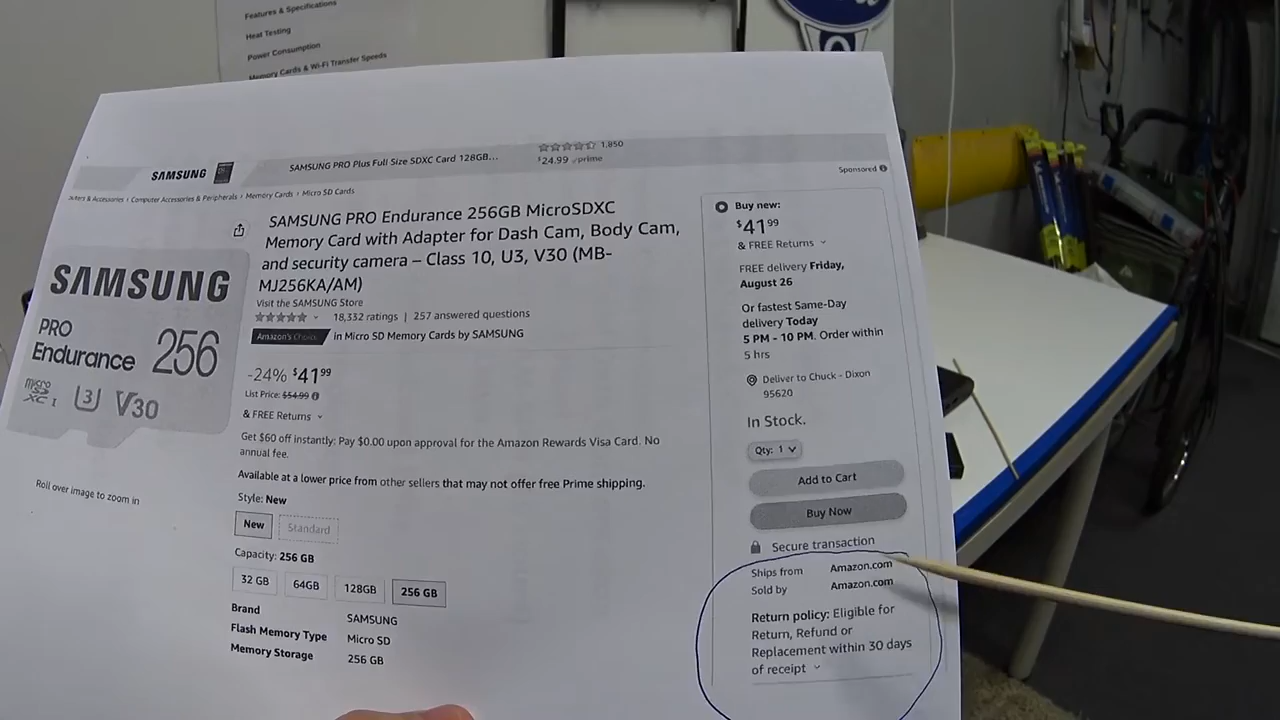 Features & Specifications
Heat Testing
Power Consumption
Memory Cards & Wi-Fi Transfer Speeds
SAMSUNG
SAMSUNG PRO Plus Full Size SDXC Card 128GB...
1,850
$24.99 prime
Sponsored
& Accessories › Computer Accessories & Peripherals › Memory Cards › Micro SD Cards
SAMSUNG PRO Endurance 256GB MicroSDXC
Memory Card with Adapter for Dash Cam, Body Cam,
and security camera – Class 10, U3, V30 (MB-
MJ256KA/AM)
Visit the SAMSUNG Store
18,332 ratings | 257 answered questions
Amazon's Choice in Micro SD Memory Cards by SAMSUNG
-24% $41.99
List Price: $54.99
& FREE Returns
Get $60 off instantly: Pay $0.00 upon approval for the Amazon Rewards Visa Card. No
annual fee.
Available at a lower price from other sellers that may not offer free Prime shipping.
Style: New
New Standard
Capacity: 256 GB
32 GB 64GB 128GB 256 GB
Brand SAMSUNG
Flash Memory Type Micro SD
Memory Storage 256 GB
SAMSUNG
PRO
Endurance 256
micro SD XC I U3 V30
Roll over image to zoom in
Buy new:
$41.99
& FREE Returns
FREE delivery Friday,
August 26
Or fastest Same-Day
delivery Today
5 PM - 10 PM. Order within
5 hrs
Deliver to Chuck - Dixon
95620
In Stock.
Qty: 1
Add to Cart
Buy Now
Secure transaction
Ships from Amazon.com
Sold by Amazon.com
Return policy: Eligible for
Return, Refund or
Replacement within 30 days
of receipt